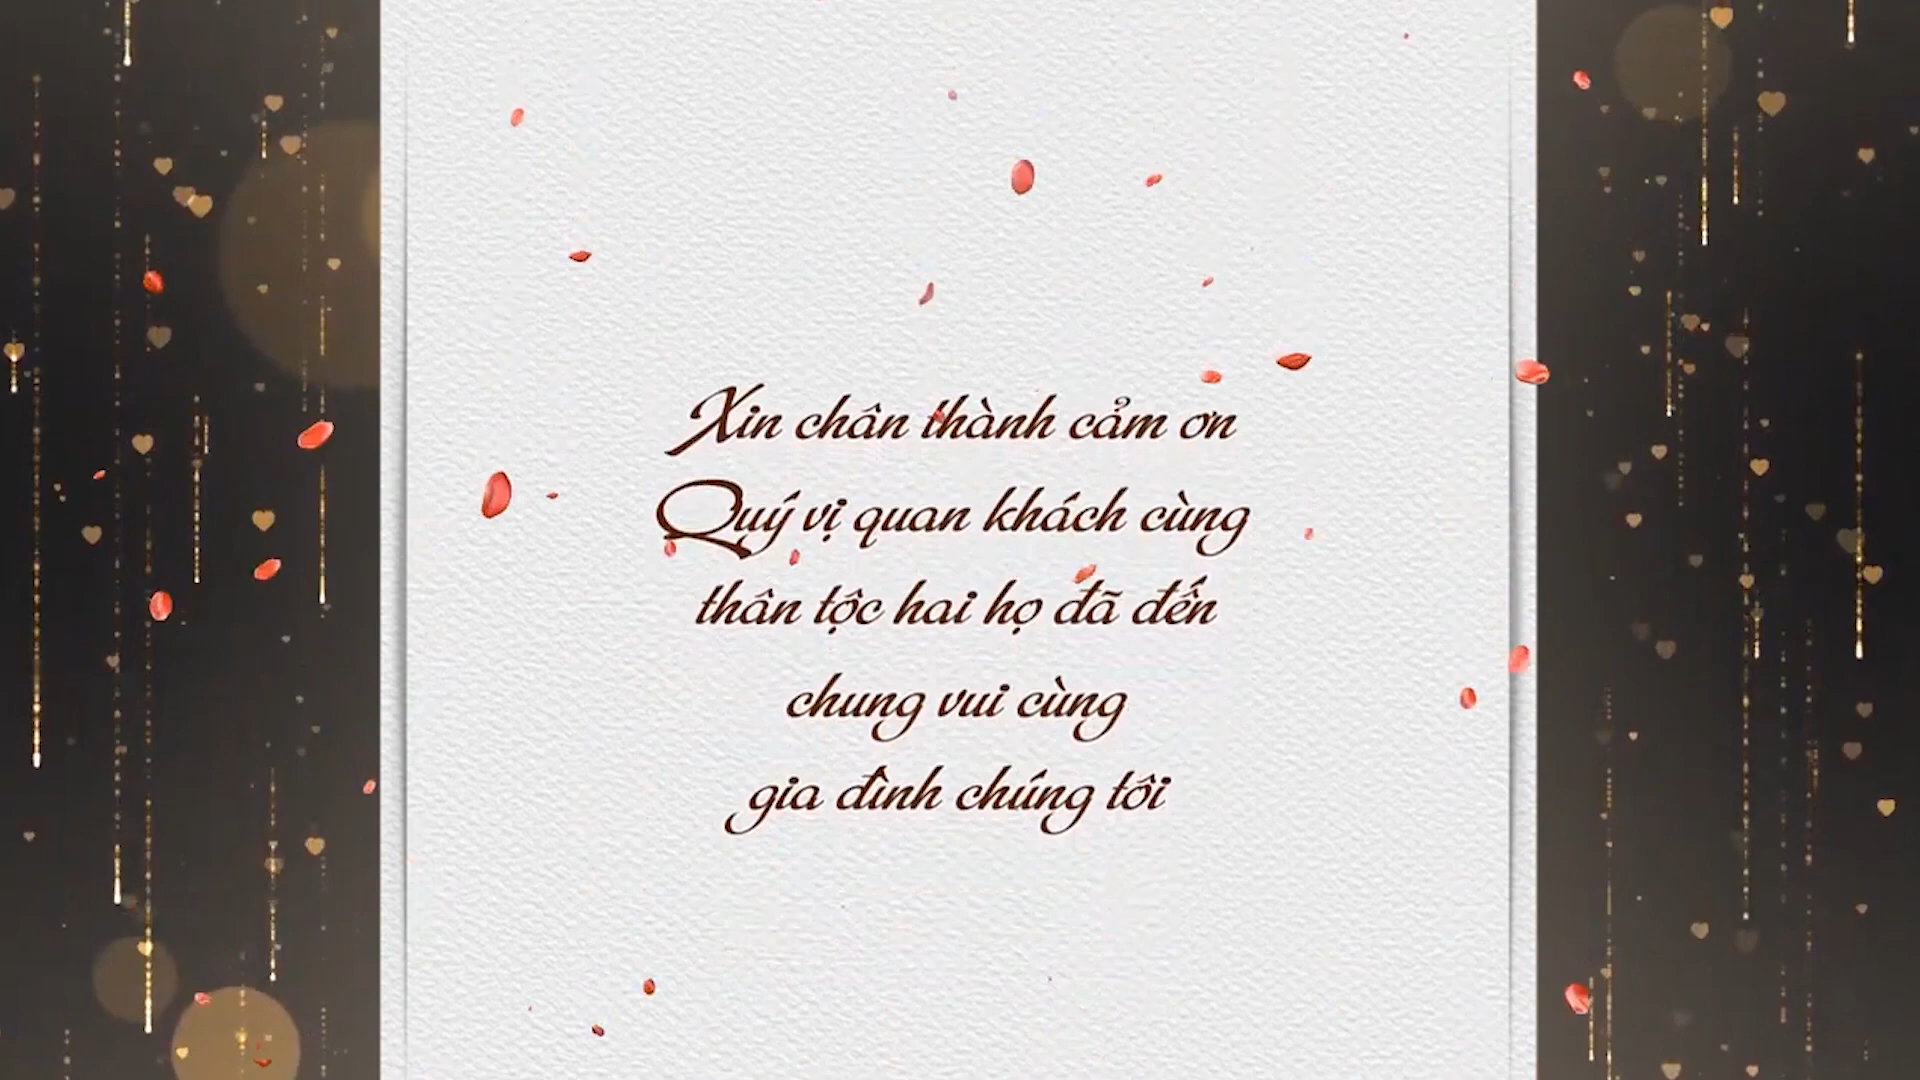 Xin chân thành cảm ơn
Quý vị quan khách cùng
thân tộc hai họ đã đến
chung vui cùng
gia đình chúng tôi